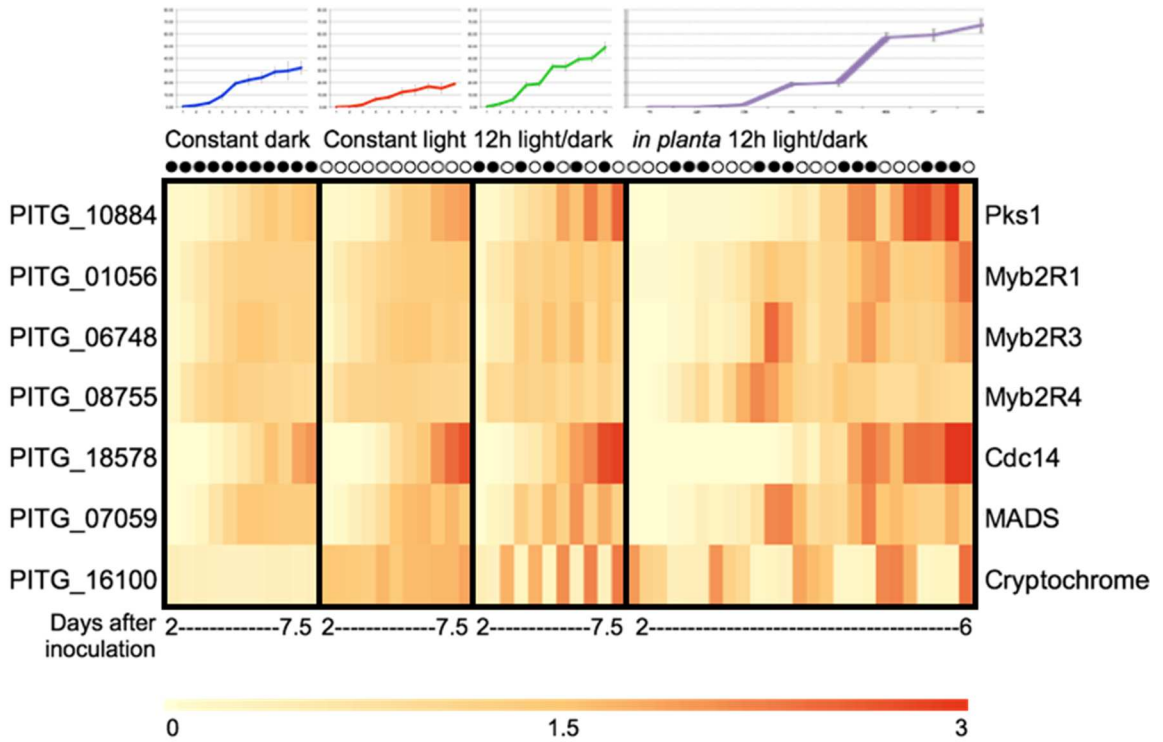 Constant dark Constant light 12h light/dark in planta 12h light/dark
PITG_10884 Pks1
PITG_01056 Myb2R1
PITG_06748 Myb2R3
PITG_08755 Myb2R4
PITG_18578 Cdc14
PITG_07059 MADS
PITG_16100 Cryptochrome
Days after inoculation
2--------------7.5 2--------------7.5 2--------------7.5 2--------------------------------------------6
0 1.5 3